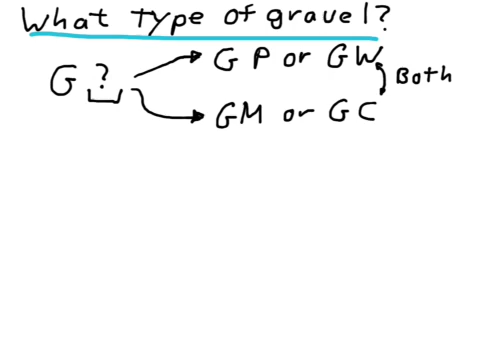 What type of gravel?
G P or GW
G ?
Both
GM or GC